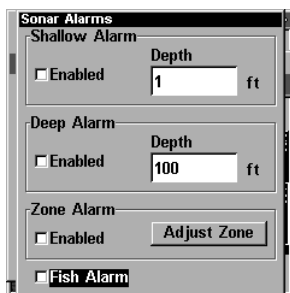 Sonar Alarms
Shallow Alarm
Depth
Enabled
1 ft
Deep Alarm
Depth
Enabled
100 ft
Zone Alarm
Enabled
Adjust Zone
Fish Alarm